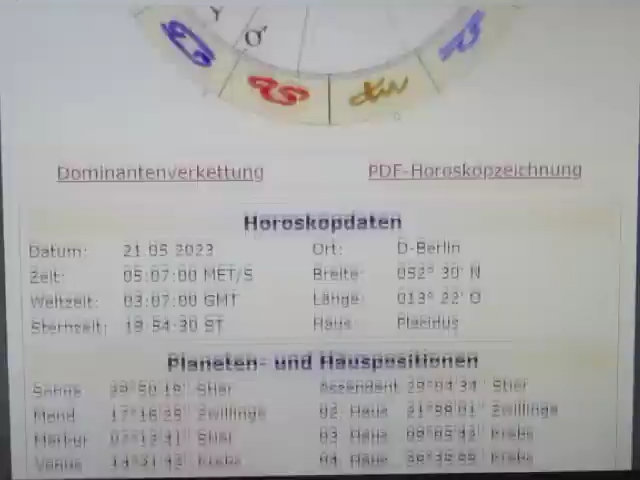 Dominantenverkettung PDF-Horoskopzeichnung
Horoskopdaten
Datum: 21.05.2023 Ort: D-Berlin
Zeit: 05:07:00 MET/S Breite: 052° 30' N
Weltzeit: 03:07:00 GMT Länge: 013° 22' O
Sternzeit: 19:54:30 ST Haus: Placidus
Planeten- und Hauspositionen
Sonne Stier Aszendent Stier
Mond Zwillinge 02. Haus Zwillinge
Merkur Stier 03. Haus Krebs
Venus Krebs 04. Haus Krebs